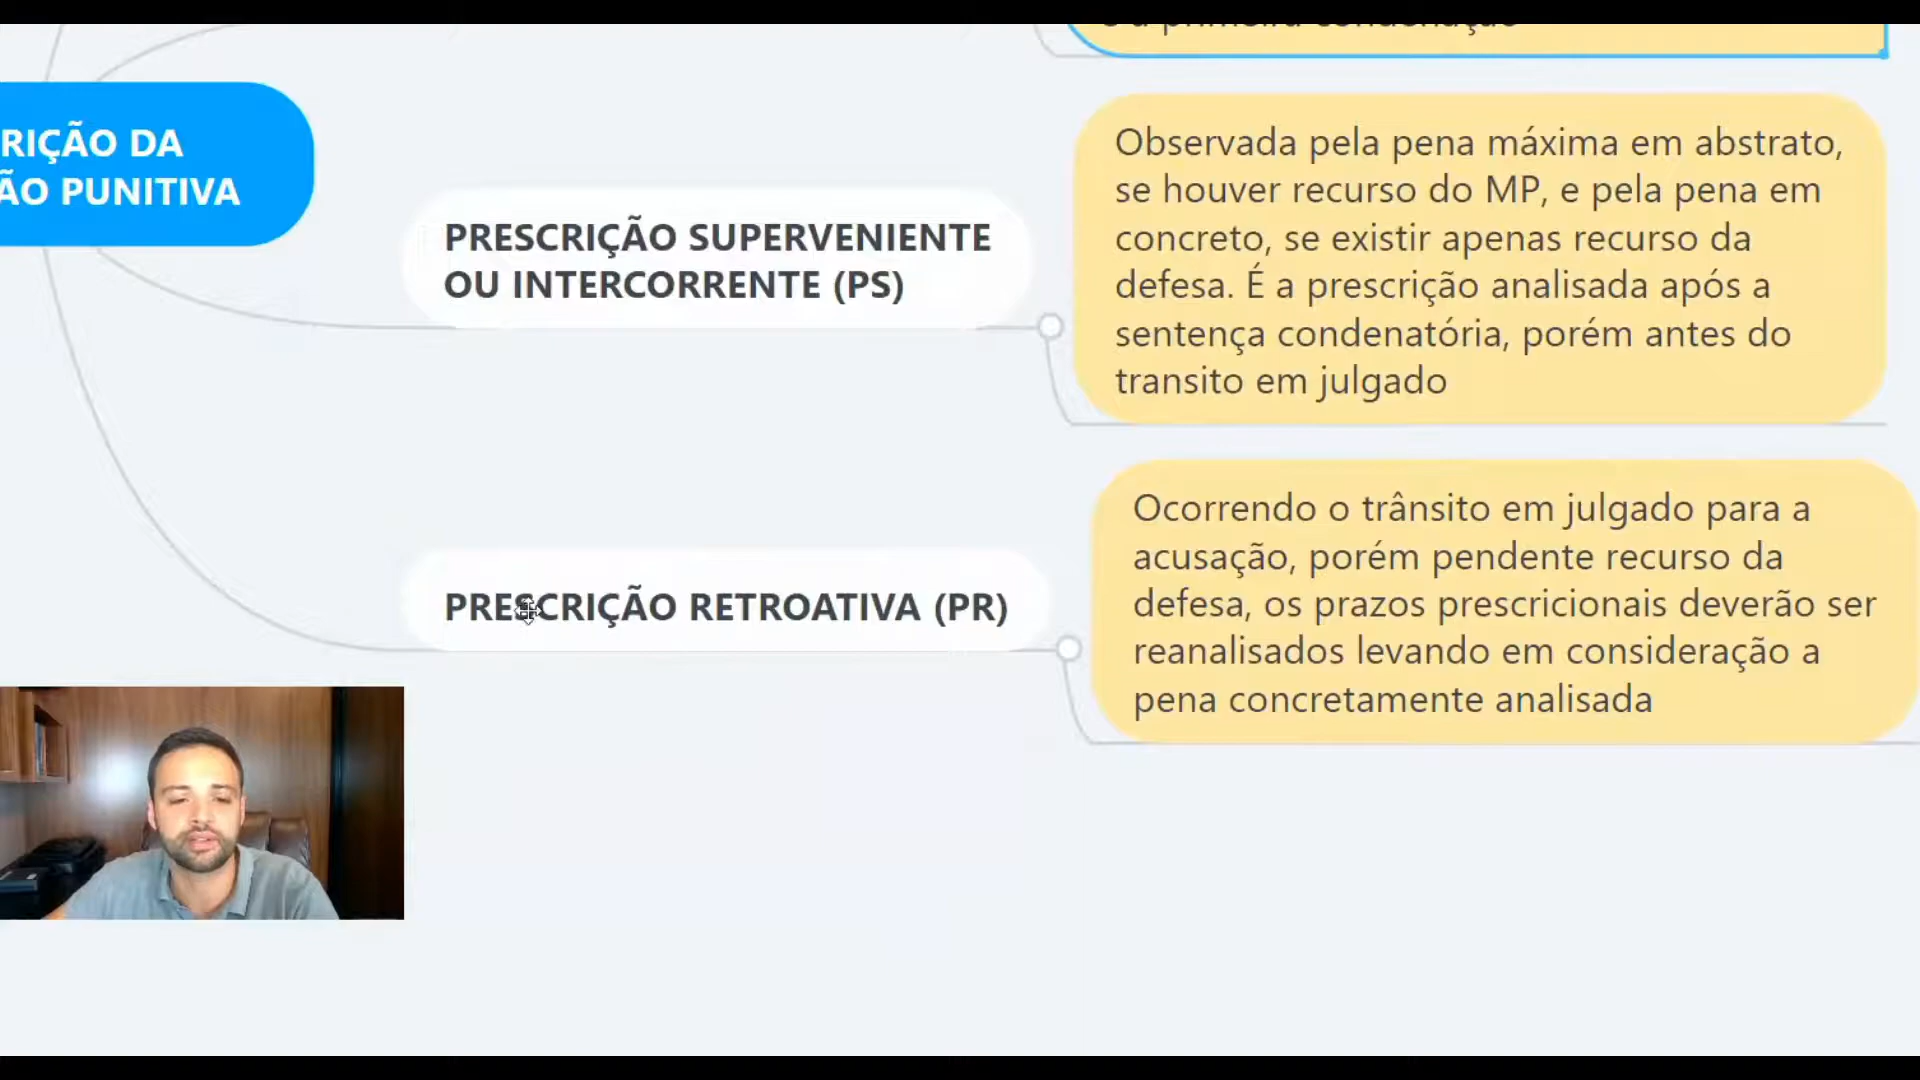 primeira condenação
RIÇÃO DA
ÃO PUNITIVA
PRESCRIÇÃO SUPERVENIENTE
OU INTERCORRENTE (PS)
Observada pela pena máxima em abstrato,
se houver recurso do MP, e pela pena em
concreto, se existir apenas recurso da
defesa. É a prescrição analisada após a
sentença condenatória, porém antes do
transito em julgado
PRESCRIÇÃO RETROATIVA (PR)
Ocorrendo o trânsito em julgado para a
acusação, porém pendente recurso da
defesa, os prazos prescricionais deverão ser
reanalisados levando em consideração a
pena concretamente analisada